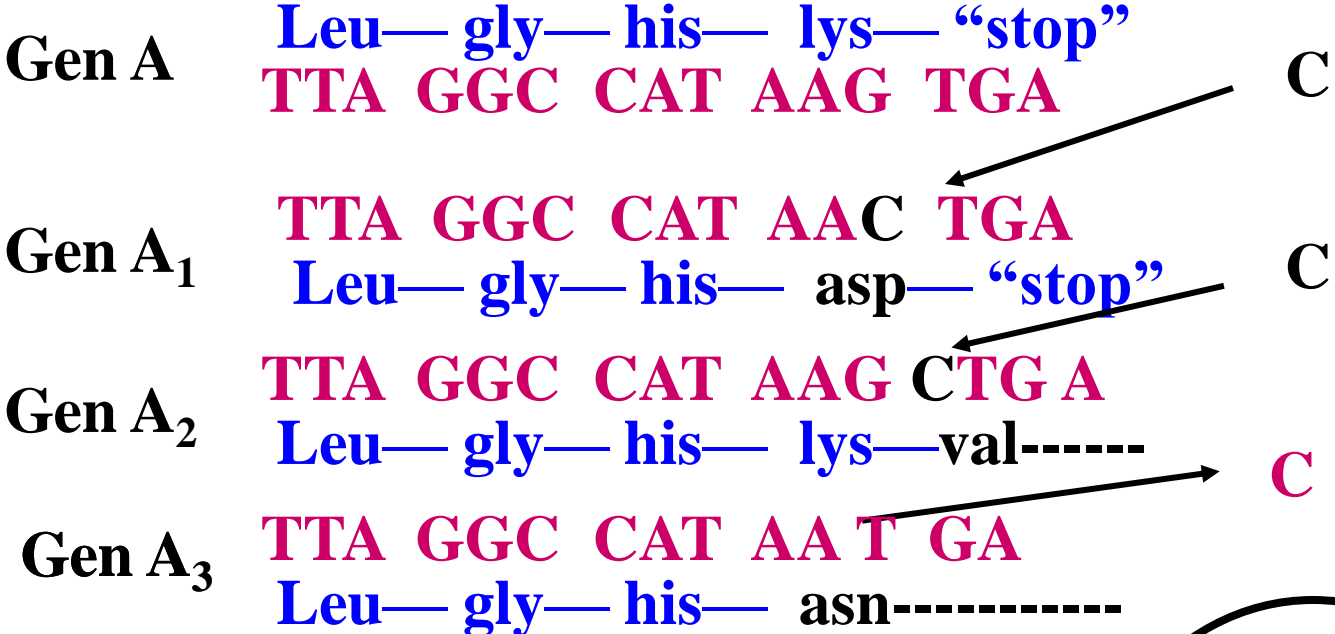 Leu— gly— his— lys— “stop”
Gen A
TTA GGC CAT AAG TGA
C
TTA GGC CAT AAC TGA
Gen A₁
Leu— gly— his— asp— “stop”
C
TTA GGC CAT AAG CTG A
Gen A₂
Leu— gly— his— lys—val------
C
TTA GGC CAT AA T GA
Gen A₃
Leu— gly— his— asn-----------